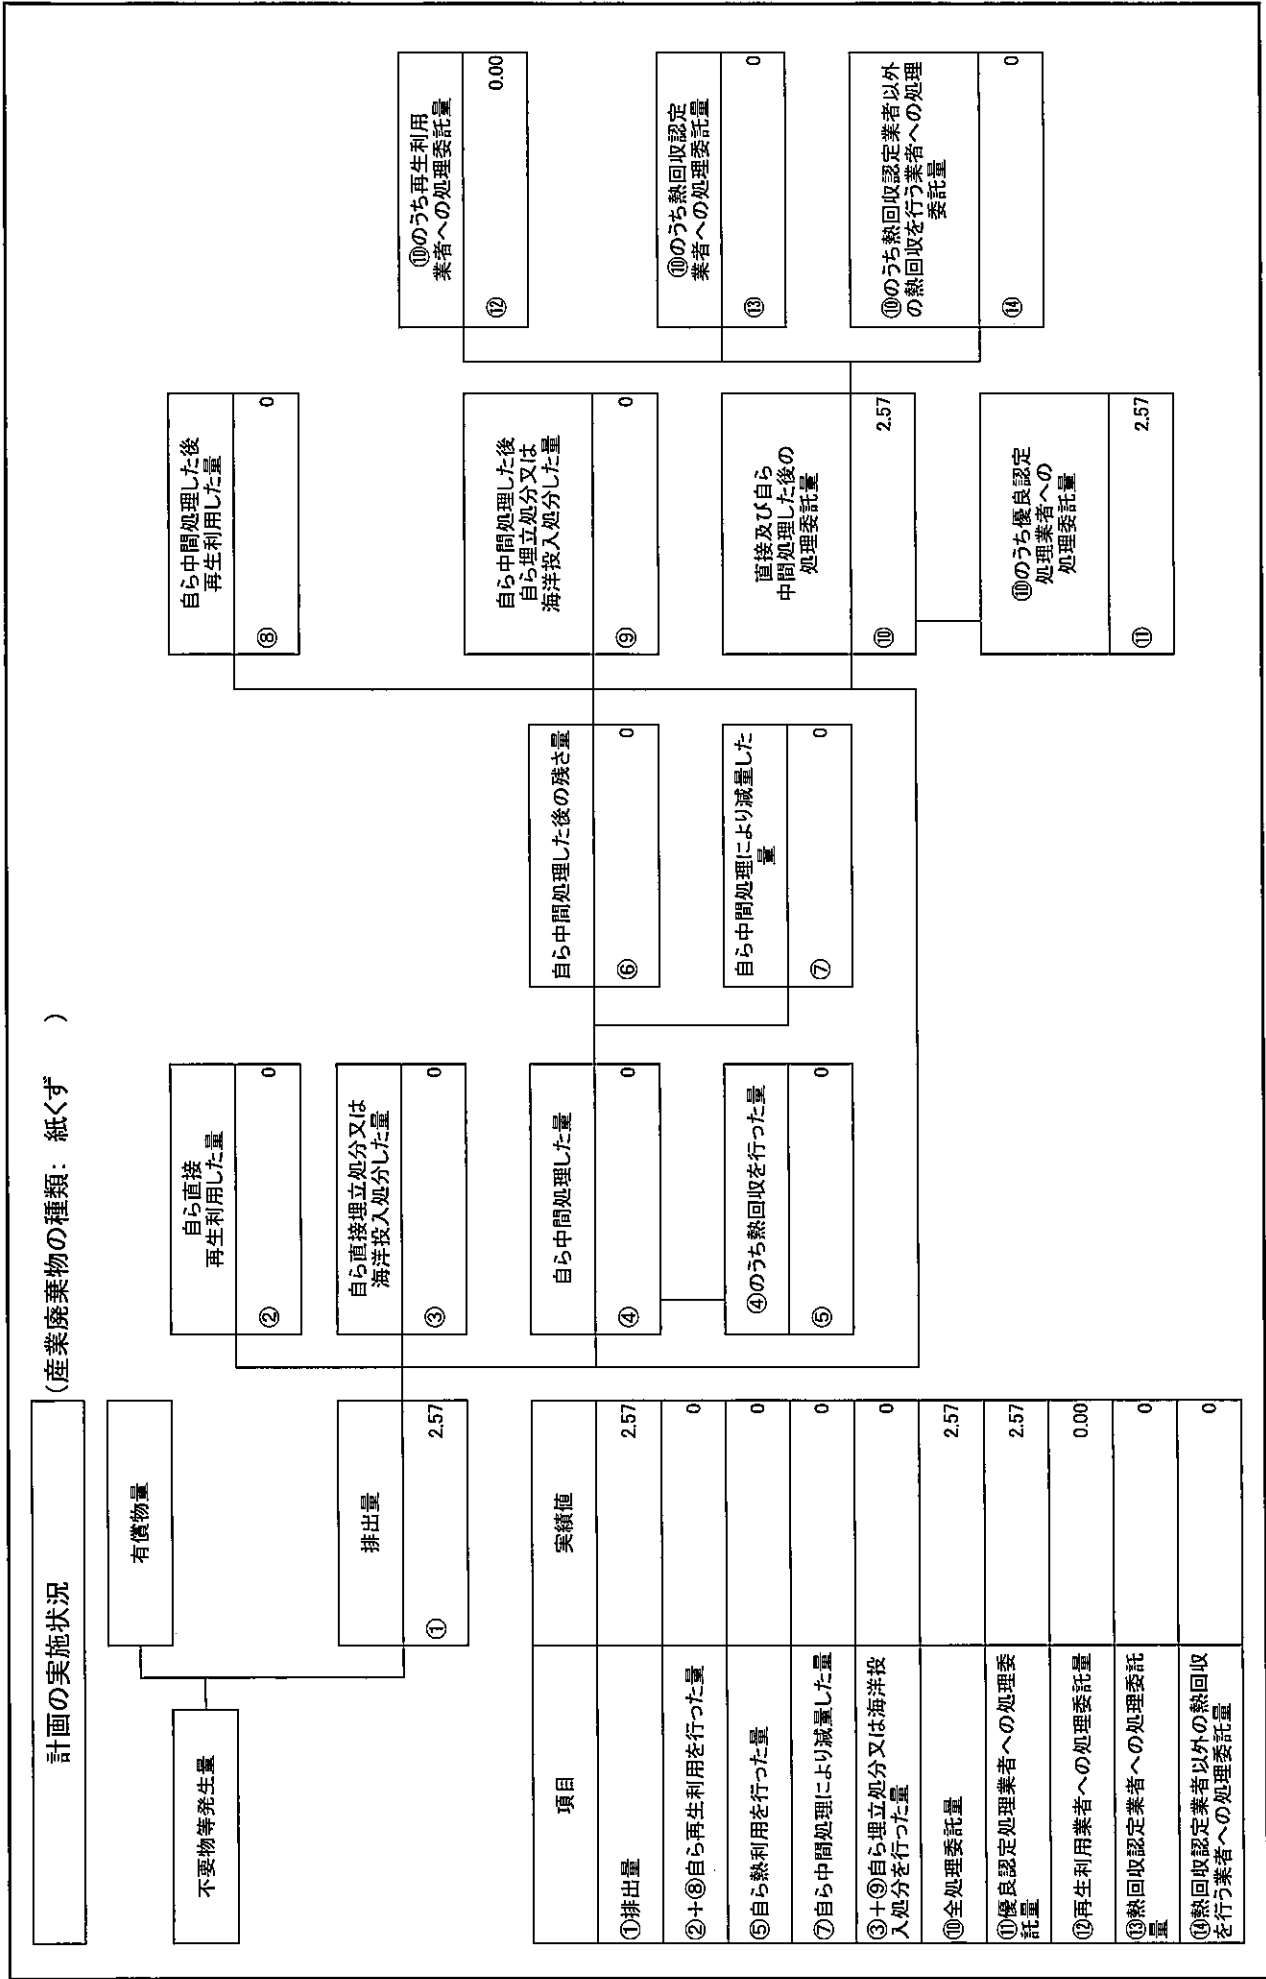 計画の実施状況
(産業廃棄物の種類: 紙くず )
不要物等発生量
有償物量
排出量
① 2.57
自ら直接
再生利用した量
② 0
自ら直接埋立処分又は
海洋投入処分した量
③ 0
自ら中間処理した量
④ 0
④のうち熱回収を行った量
⑤ 0
自ら中間処理した後の残さ量
⑥ 0
自ら中間処理により減量した
量
⑦ 0
自ら中間処理した後
再生利用した量
⑧ 0
自ら中間処理した後
自ら埋立処分又は
海洋投入処分した量
⑨ 0
直接及び自ら
中間処理した後の
処理委託量
⑩ 2.57
⑩のうち優良認定
処理業者への
処理委託量
⑪ 2.57
⑩のうち再生利用
業者への処理委託量
⑫ 0.00
⑩のうち熱回収認定
業者への処理委託量
⑬ 0
⑩のうち熱回収認定業者以外
の熱回収を行う業者への処理
委託量
⑭ 0
項目 実績値
①排出量 2.57
②+⑧自ら再生利用を行った量 0
⑤自ら熱利用を行った量 0
⑦自ら中間処理により減量した量 0
③+⑨自ら埋立処分又は海洋投
入処分を行った量 0
⑩全処理委託量 2.57
⑪優良認定処理業者への処理委
託量 2.57
⑫再生利用業者への処理委託量 0.00
⑬熱回収認定業者への処理委託
量 0
⑭熱回収認定業者以外の熱回収
を行う業者への処理委託量 0